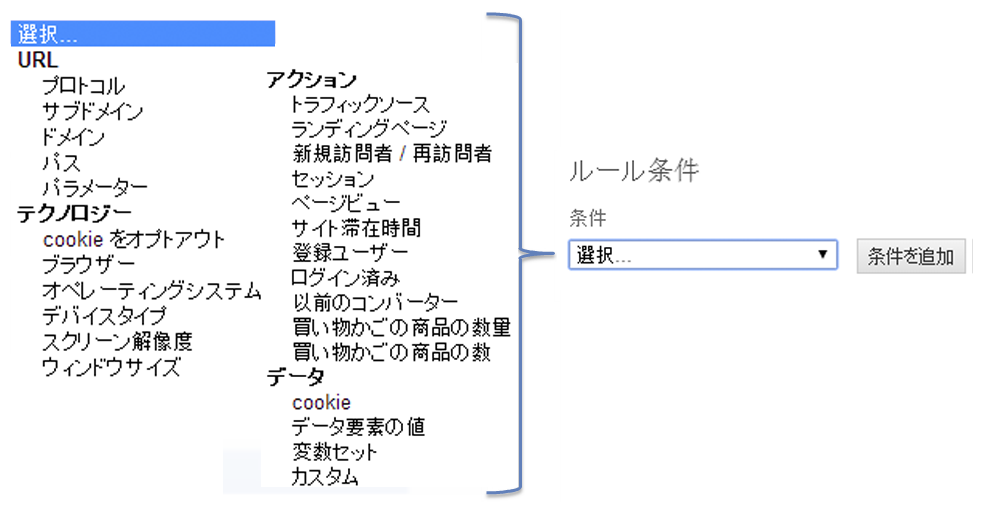 選択...
URL
プロトコル
サブドメイン
ドメイン
パス
パラメーター
テクノロジー
cookie をオプトアウト
ブラウザー
オペレーティングシステム
デバイスタイプ
スクリーン解像度
ウィンドウサイズ
アクション
トラフィックソース
ランディングページ
新規訪問者 / 再訪問者
セッション
ページビュー
サイト滞在時間
登録ユーザー
ログイン済み
以前のコンバーター
買い物かごの商品の数量
買い物かごの商品の数
データ
cookie
データ要素の値
変数セット
カスタム
ルール条件
条件
選択...
条件を追加